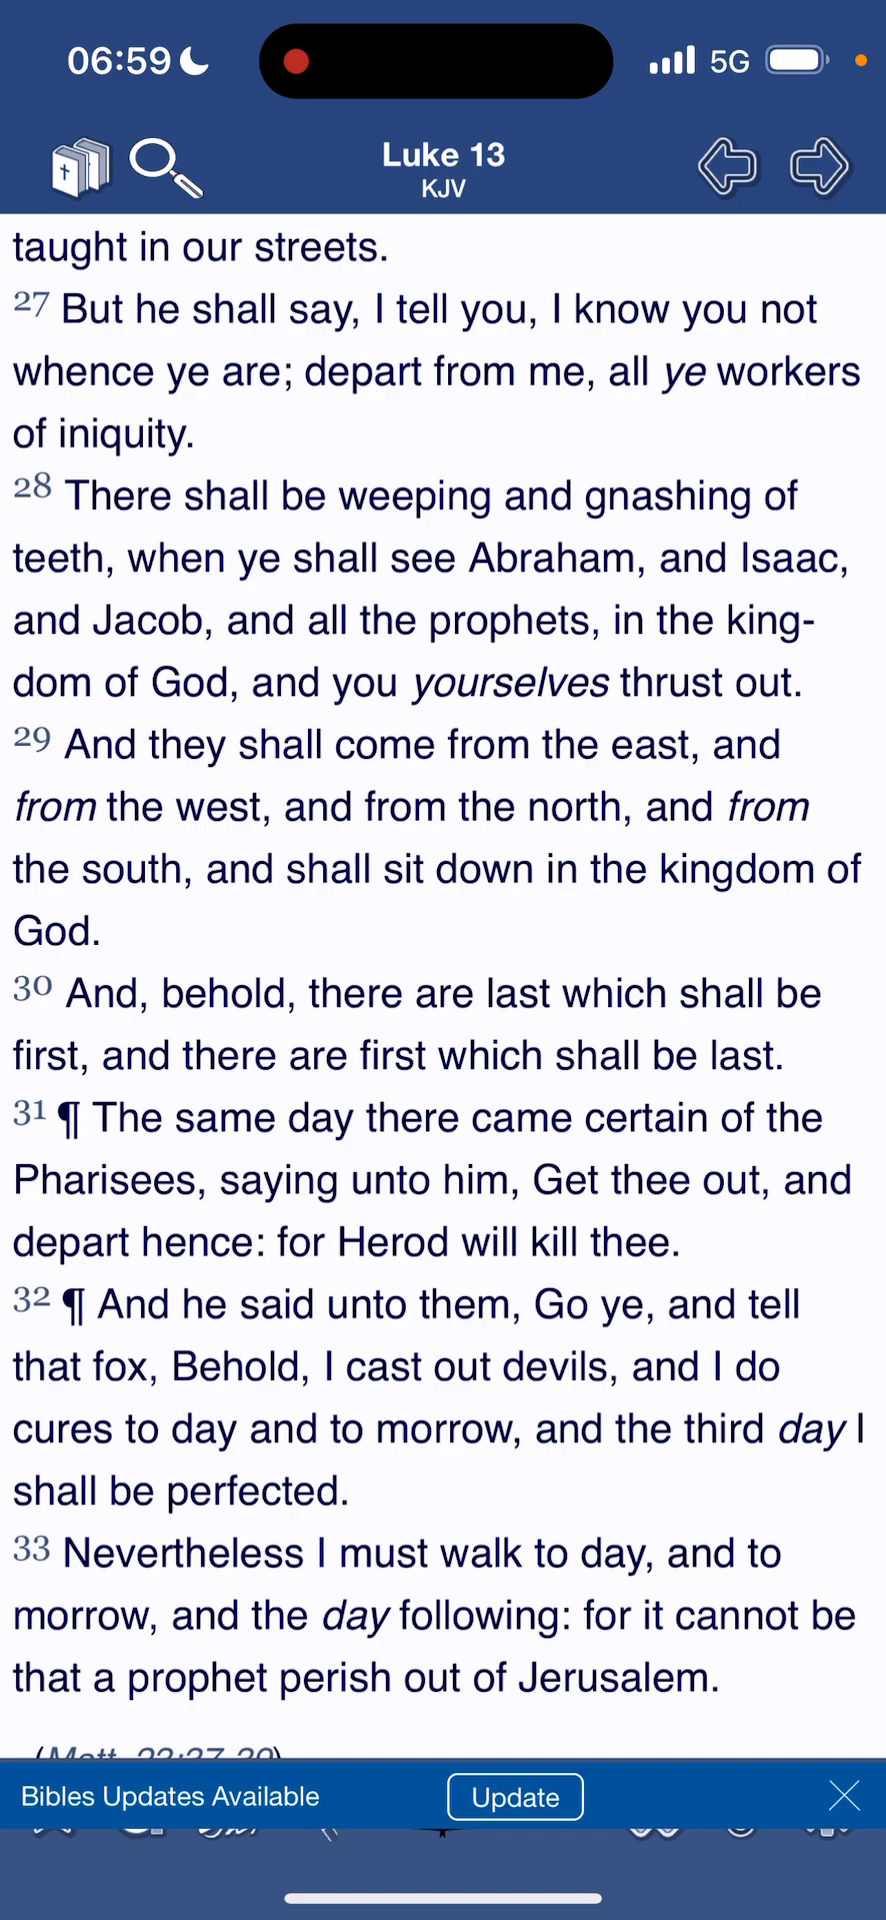 06:59
5G
Luke 13
KJV
taught in our streets.
27 But he shall say, I tell you, I know you not
whence ye are; depart from me, all ye workers
of iniquity.
28 There shall be weeping and gnashing of
teeth, when ye shall see Abraham, and Isaac,
and Jacob, and all the prophets, in the king-
dom of God, and you yourselves thrust out.
29 And they shall come from the east, and
from the west, and from the north, and from
the south, and shall sit down in the kingdom of
God.
30 And, behold, there are last which shall be
first, and there are first which shall be last.
31 ¶ The same day there came certain of the
Pharisees, saying unto him, Get thee out, and
depart hence: for Herod will kill thee.
32 ¶ And he said unto them, Go ye, and tell
that fox, Behold, I cast out devils, and I do
cures to day and to morrow, and the third day I
shall be perfected.
33 Nevertheless I must walk to day, and to
morrow, and the day following: for it cannot be
that a prophet perish out of Jerusalem.
(Matt.
Bibles Updates Available
Update